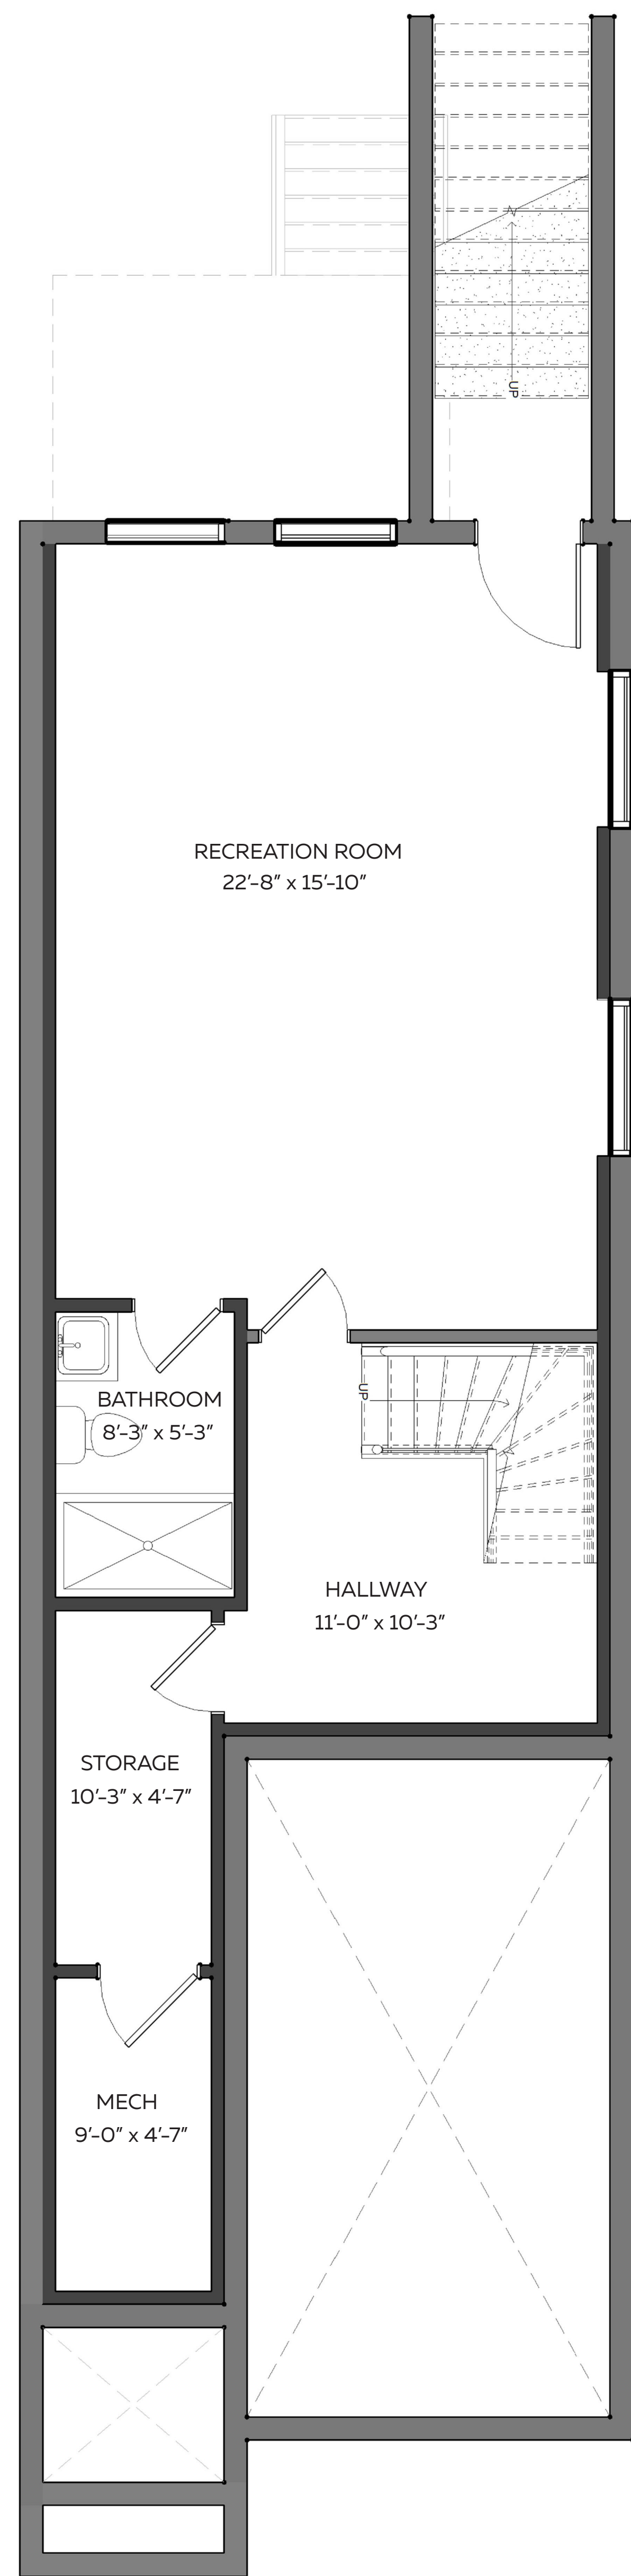 UP
RECREATION ROOM
22'-8" x 15'-10"
UP
BATHROOM
8'-3" x 5'-3"
HALLWAY
11'-0" x 10'-3"
STORAGE
10'-3" x 4'-7"
MECH
9'-0" x 4'-7"